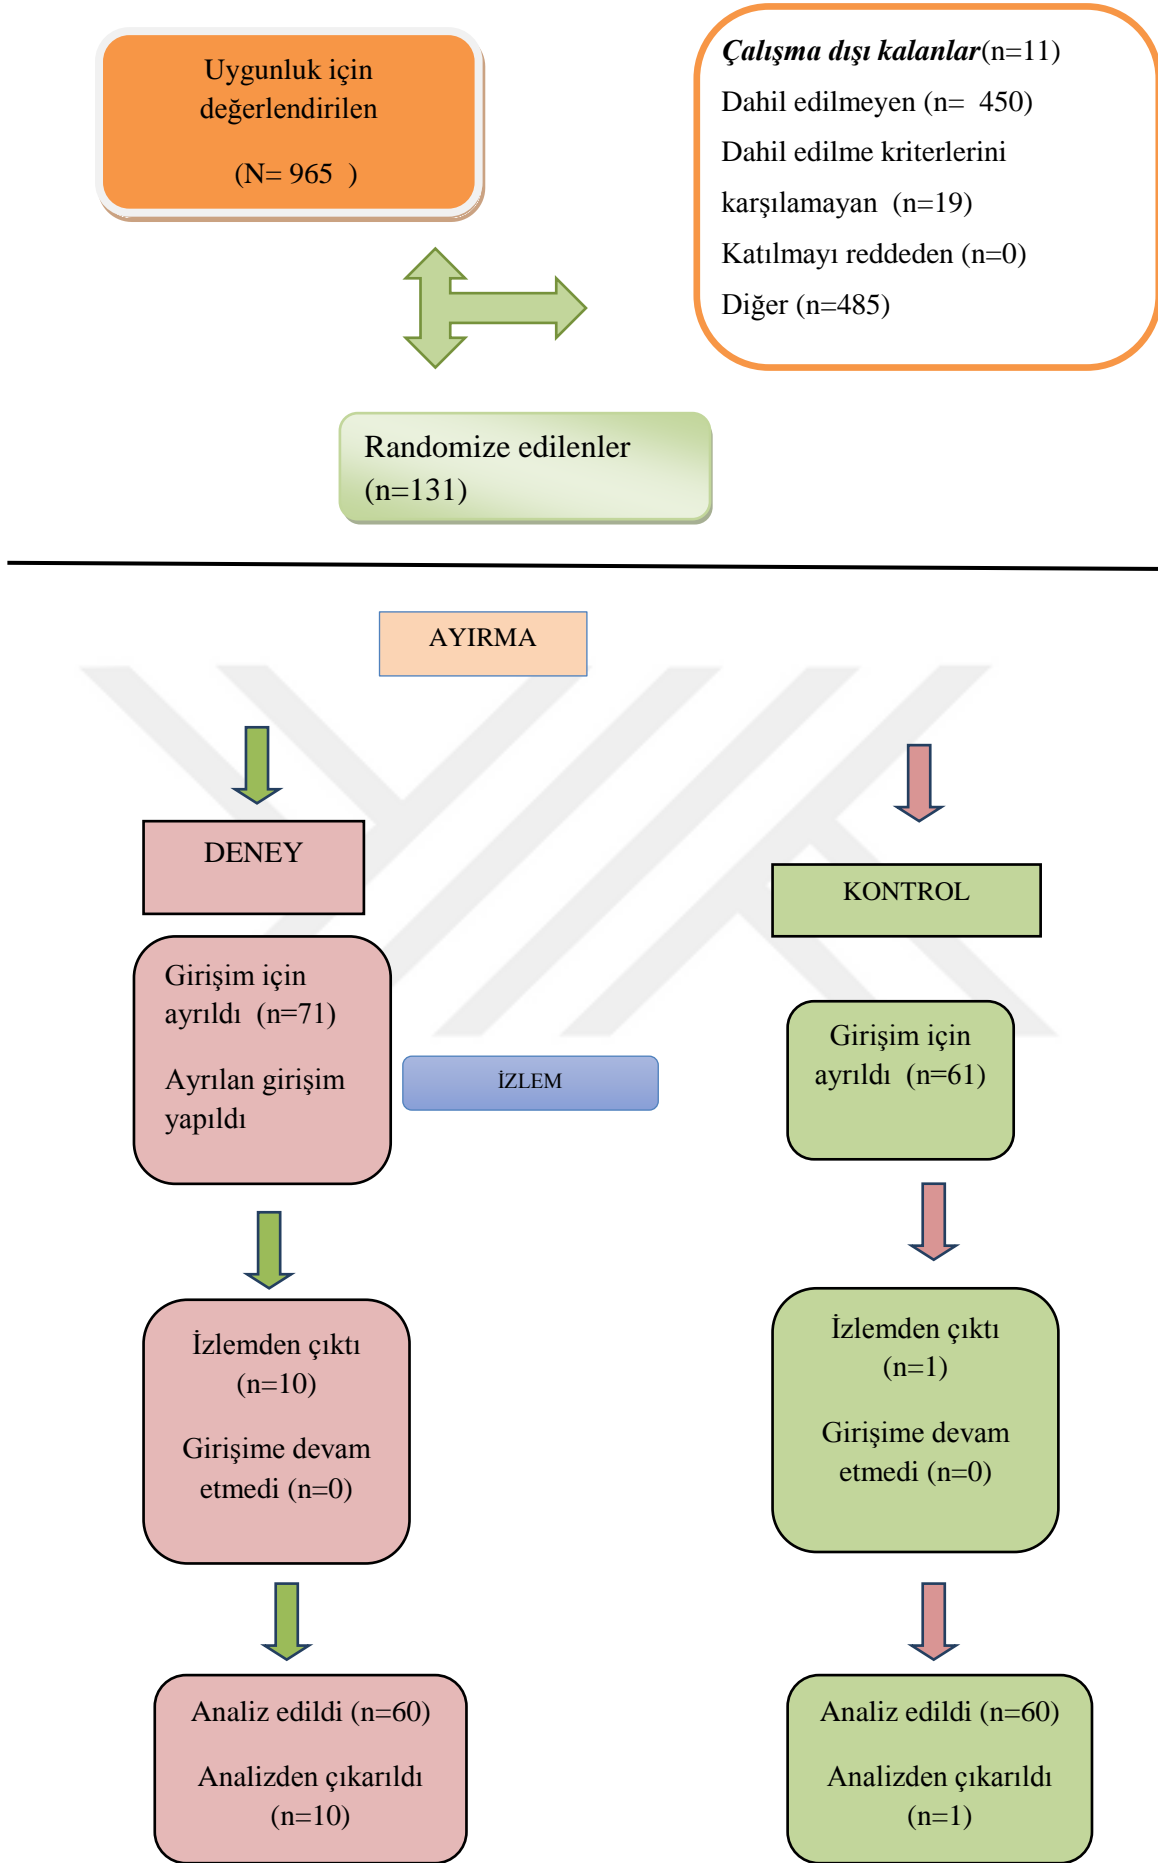 Uygunluk için
değerlendirilen
(N= 965 )
Çalışma dışı kalanlar(n=11)
Dahil edilmeyen (n= 450)
Dahil edilme kriterlerini
karşılamayan (n=19)
Katılmayı reddeden (n=0)
Diğer (n=485)
Randomize edilenler
(n=131)
AYIRMA
DENEY
KONTROL
Girişim için
ayrıldı (n=71)
Ayrılan girişim
yapıldı
İZLEM
Girişim için
ayrıldı (n=61)
İzlemden çıktı
(n=10)
Girişime devam
etmedi (n=0)
İzlemden çıktı
(n=1)
Girişime devam
etmedi (n=0)
Analiz edildi (n=60)
Analizden çıkarıldı
(n=10)
Analiz edildi (n=60)
Analizden çıkarıldı
(n=1)